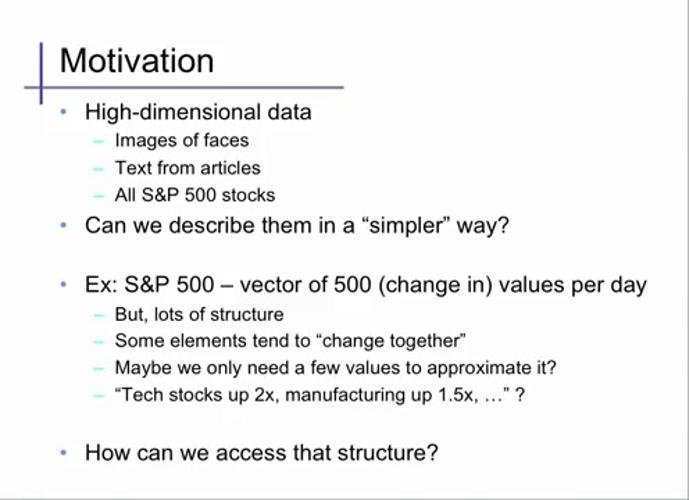 Motivation
• High-dimensional data
– Images of faces
– Text from articles
– All S&P 500 stocks
• Can we describe them in a “simpler” way?
• Ex: S&P 500 – vector of 500 (change in) values per day
– But, lots of structure
– Some elements tend to “change together”
– Maybe we only need a few values to approximate it?
– “Tech stocks up 2x, manufacturing up 1.5x, …” ?
• How can we access that structure?